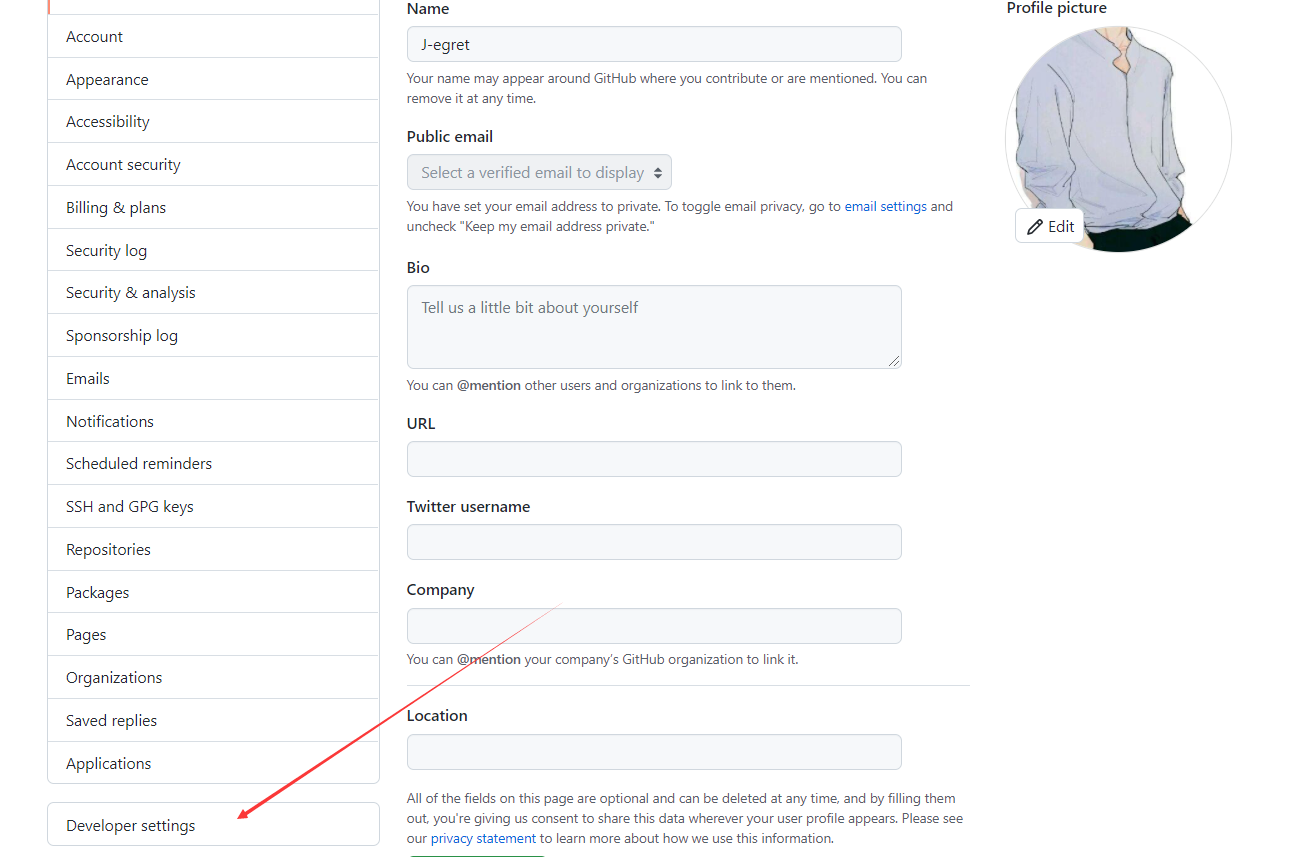 Account
Appearance
Accessibility
Account security
Billing & plans
Security log
Security & analysis
Sponsorship log
Emails
Notifications
Scheduled reminders
SSH and GPG keys
Repositories
Packages
Pages
Organizations
Saved replies
Applications
Developer settings
Name
J-egret
Your name may appear around GitHub where you contribute or are mentioned. You can
remove it at any time.
Public email
Select a verified email to display
You have set your email address to private. To toggle email privacy, go to email settings and
uncheck "Keep my email address private."
Bio
Tell us a little bit about yourself
You can @mention other users and organizations to link to them.
URL
Twitter username
Company
You can @mention your company's GitHub organization to link it.
Location
All of the fields on this page are optional and can be deleted at any time, and by filling them
out, you're giving us consent to share this data wherever your user profile appears. Please see
our privacy statement to learn more about how we use this information.
Profile picture
Edit